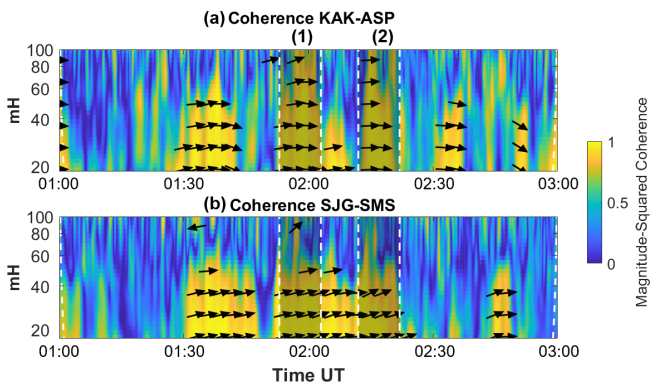 (a) Coherence KAK-ASP
(1) (2)
100
80
60
40
20
mH
01:00 01:30 02:00 02:30 03:00
(b) Coherence SJG-SMS
100
80
60
40
20
mH
01:00 01:30 02:00 02:30 03:00
Time UT
1
0.5
0
Magnitude-Squared Coherence